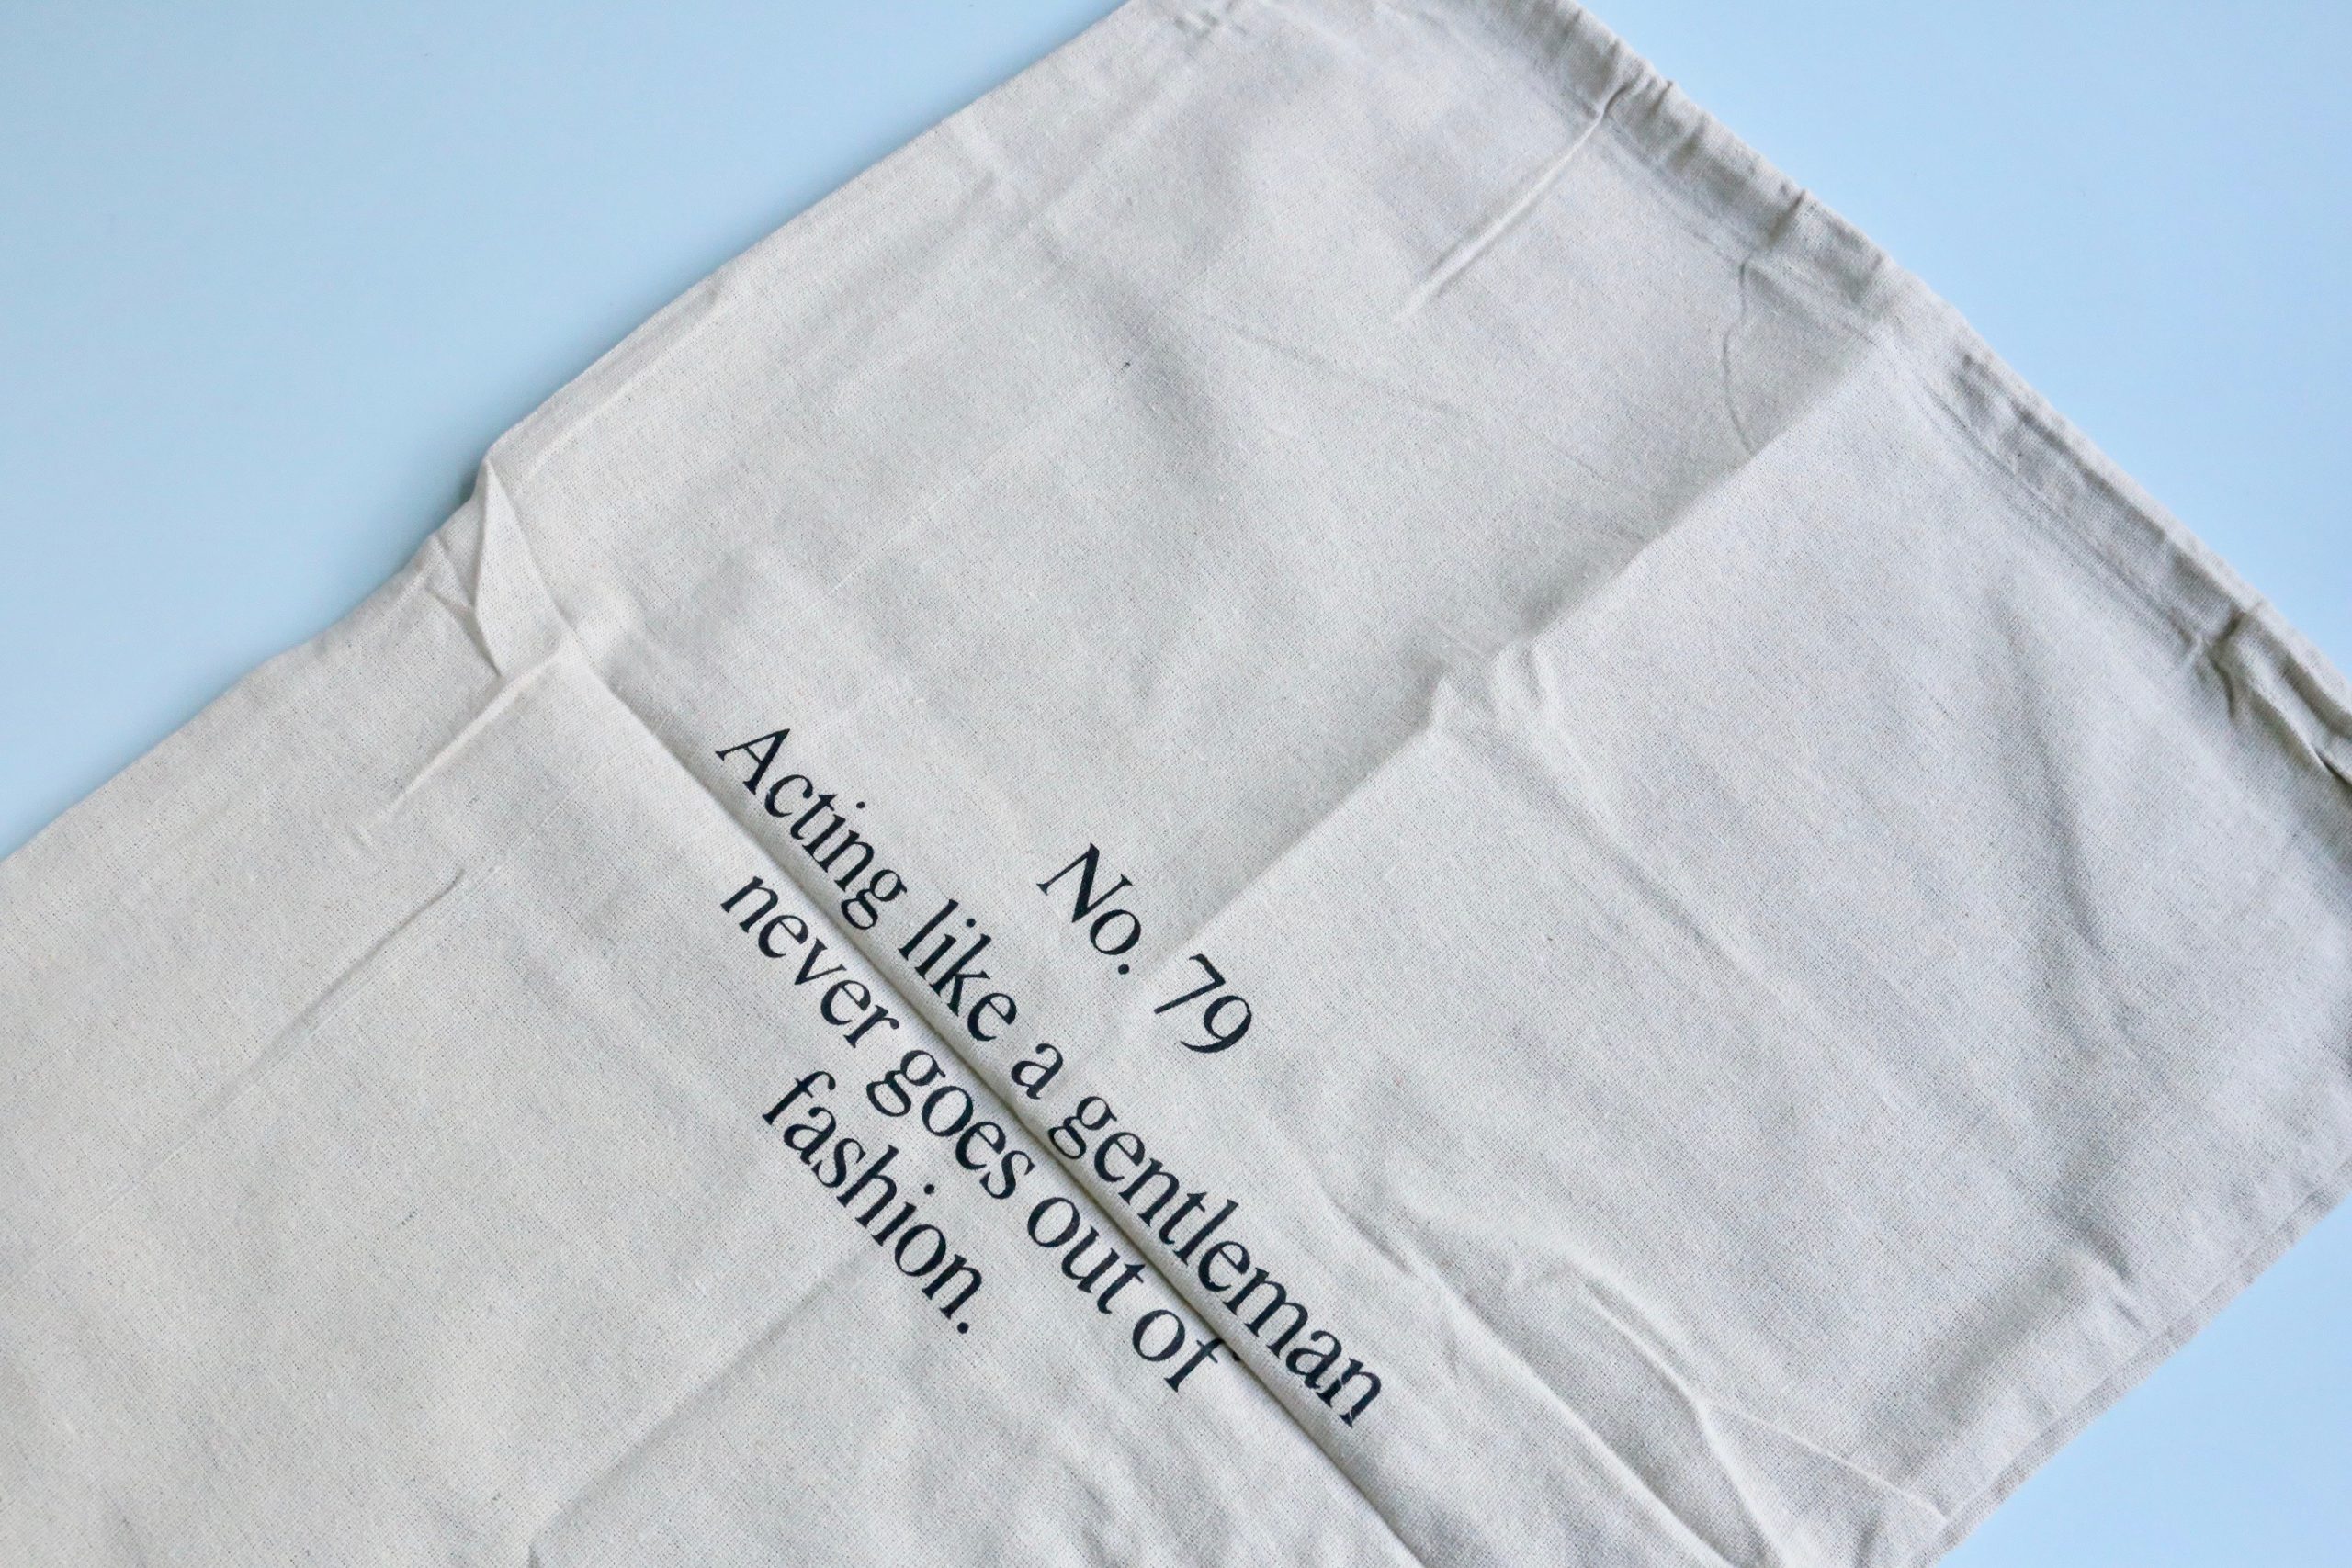 No. 79
Acting like a gentleman
never goes out of
fashion.